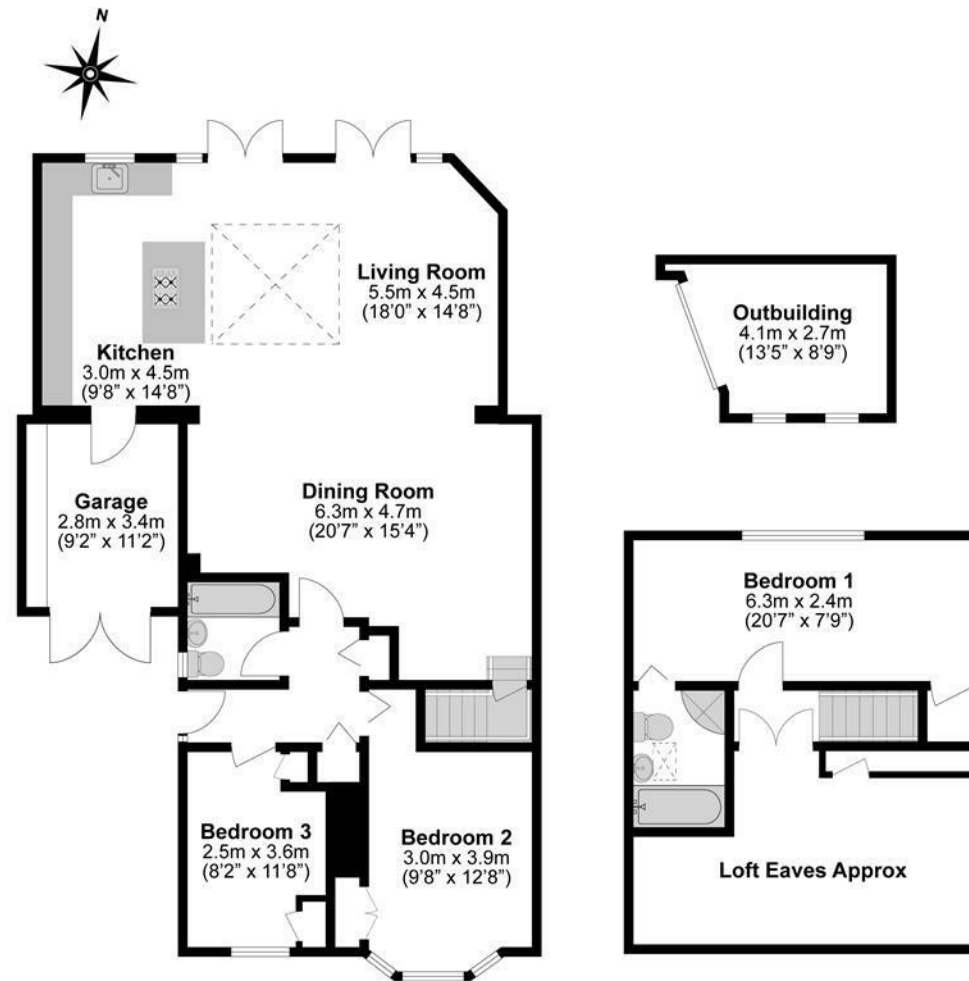 N
Living Room
5.5m x 4.5m
(18'0" x 14'8")
Kitchen
3.0m x 4.5m
(9'8" x 14'8")
Outbuilding
4.1m x 2.7m
(13'5" x 8'9")
Garage
2.8m x 3.4m
(9'2" x 11'2")
Dining Room
6.3m x 4.7m
(20'7" x 15'4")
Bedroom 1
6.3m x 2.4m
(20'7" x 7'9")
Bedroom 3
2.5m x 3.6m
(8'2" x 11'8")
Bedroom 2
3.0m x 3.9m
(9'8" x 12'8")
Loft Eaves Approx